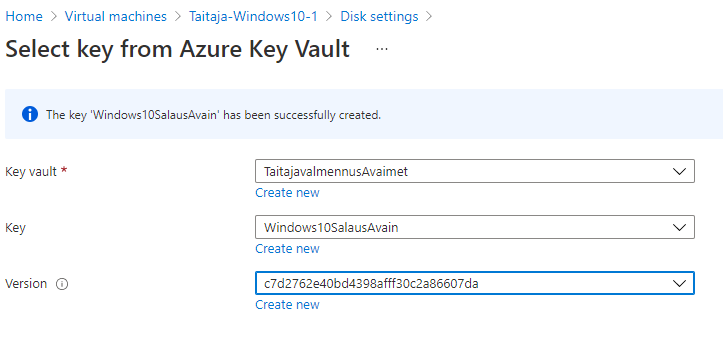 Home > Virtual machines > Taitaja-Windows10-1 > Disk settings >
Select key from Azure Key Vault ...
The key 'Windows10SalausAvain' has been successfully created.
Key vault * TaitajavalmennusAvaimet
Create new
Key Windows10SalausAvain
Create new
Version c7d2762e40bd4398afff30c2a86607da
Create new